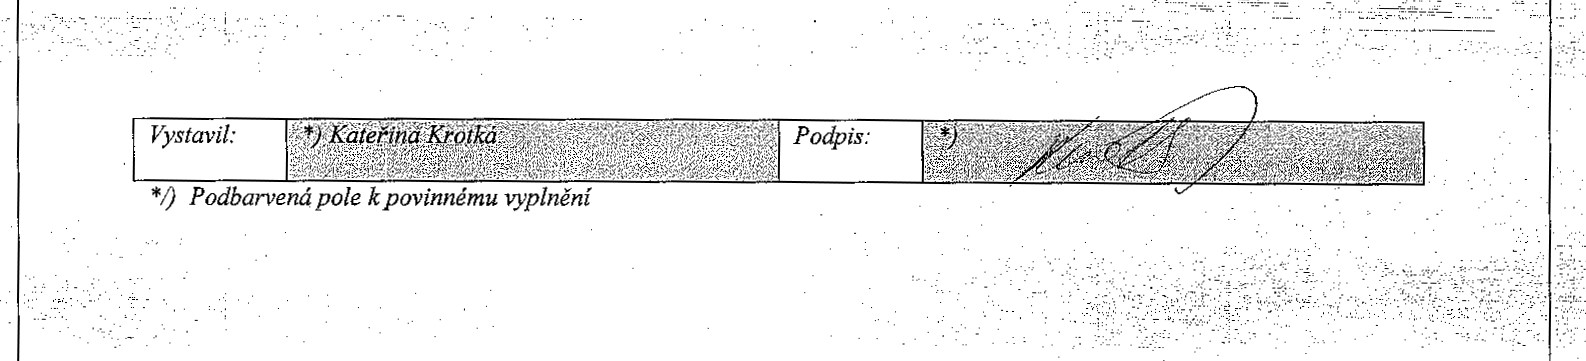 Vystavil: *) Kateřina Krotká Podpis: *)
*/) Podbarvená pole k povinnému vyplnění